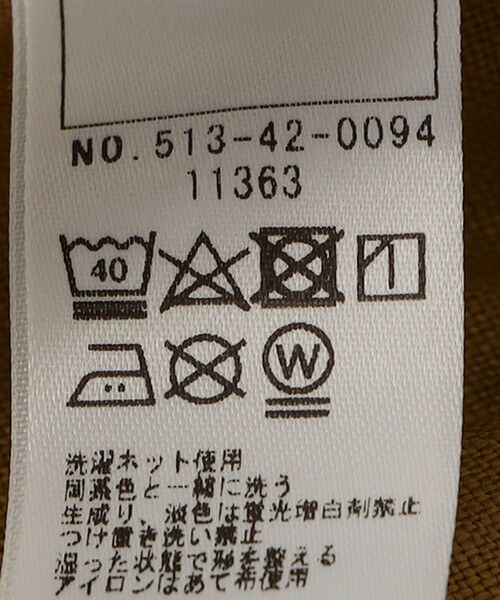 NO. 513-42-0094
11363
40
W
洗濯ネット使用
同系色と一緒に洗う
生成り、淡色は蛍光増白剤禁止
つけ置き洗い禁止
湿った状態で形を整える
アイロンはあて布使用